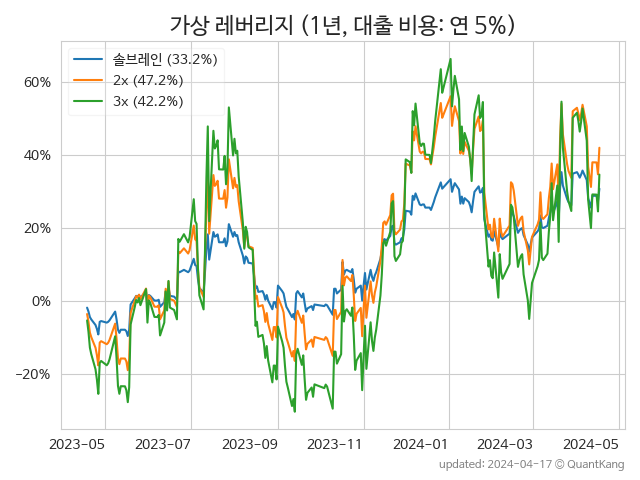 가상 레버리지 (1년, 대출 비용: 연 5%)
솔브레인 (33.2%)
2x (47.2%)
3x (42.2%)
60%
40%
20%
0%
−20%
2023-05 2023-07 2023-09 2023-11 2024-01 2024-03 2024-05
updated: 2024-04-17 © QuantKang